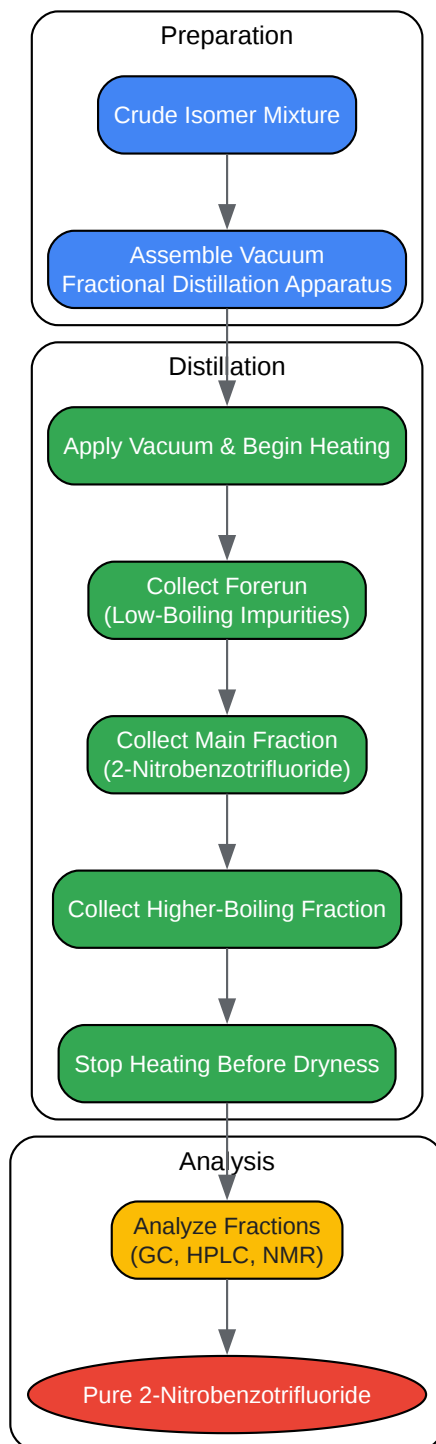 Preparation
Crude Isomer Mixture
Assemble Vacuum
Fractional Distillation Apparatus
Distillation
Apply Vacuum & Begin Heating
Collect Forerun
(Low-Boiling Impurities)
Collect Main Fraction
(2-Nitrobenzotrifluoride)
Collect Higher-Boiling Fraction
Stop Heating Before Dryness
Analysis
Analyze Fractions
(GC, HPLC, NMR)
Pure 2-Nitrobenzotrifluoride